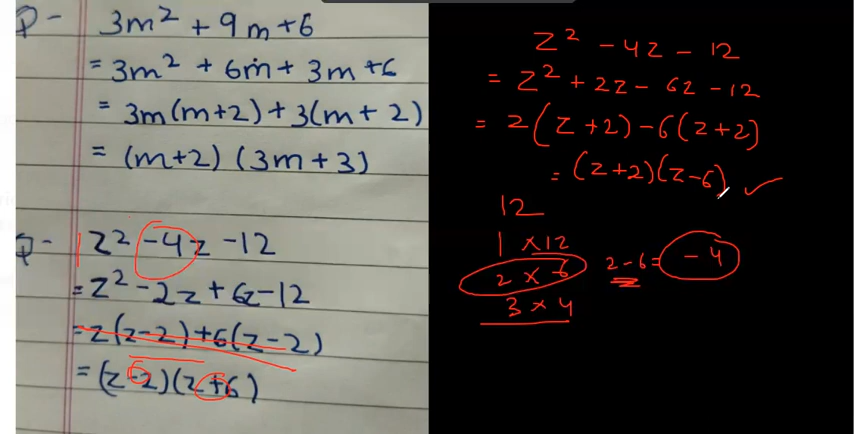 Q- 3m² + 9m + 6
= 3m² + 6m + 3m + 6
= 3m(m+2) + 3(m + 2)
= (m+2) (3m + 3)
Q- z² - 4z - 12
= z² - 2z + 6z - 12
= z(z-2) + 6(z-2)
= (z-2)(z+6)
z² - 4z - 12
= z² + 2z - 6z - 12
= z(z+2) - 6(z+2)
= (z+2)(z-6)
12
1 × 12
2 × -6 2-6 = -4
3 × 4